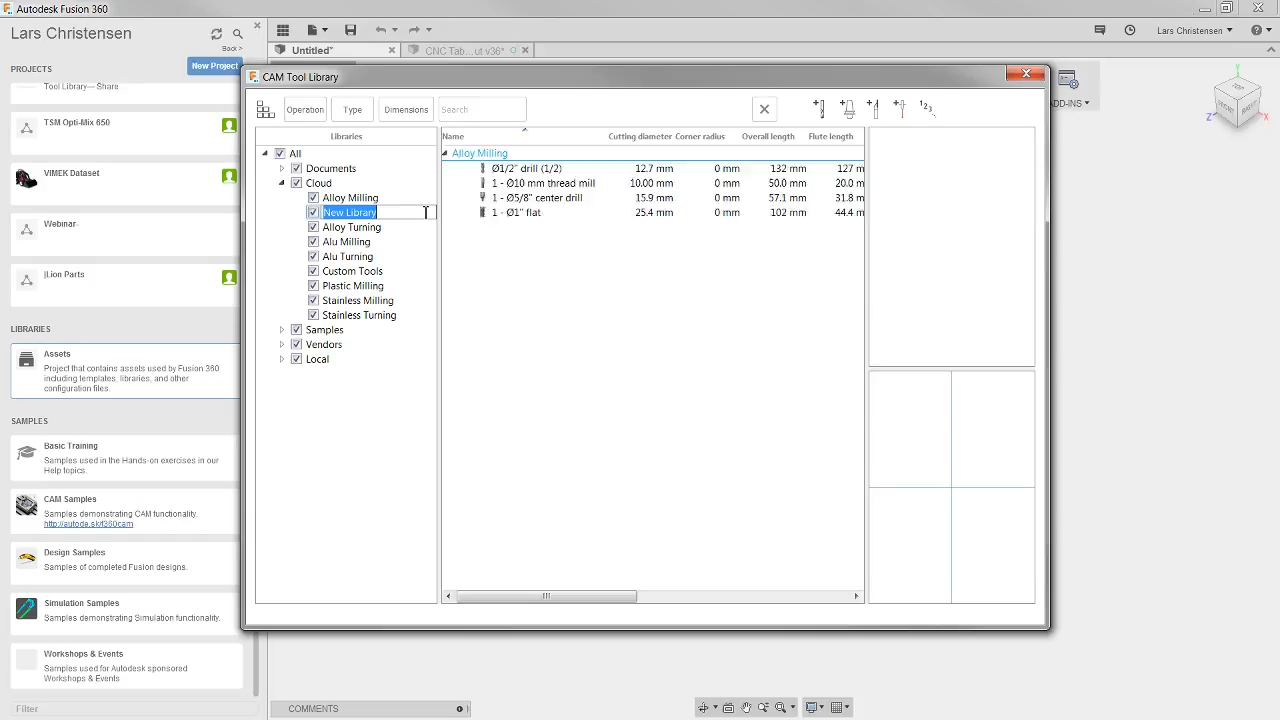 Autodesk Fusion 360
Lars Christensen
Back >
PROJECTS
New Project
Tool Library— Share
TSM Opti-Mix 650
VIMEK Dataset
Webinar-
|Lion Parts
LIBRARIES
Assets
Project that contains assets used by Fusion 360
including templates, libraries, and other
configuration files.
SAMPLES
Basic Training
Samples used in the Hands-on exercises in our
Help topics.
CAM Samples
Samples demonstrating CAM functionality.
http://autode.sk/f360cam
Design Samples
Samples of completed Fusion designs.
Simulation Samples
Samples demonstrating Simulation functionality.
Workshops & Events
Samples used for Autodesk sponsored
Workshops & Events
Filter
Untitled*
CNC Tab...ut v36*
Lars Christensen
ADD-INS
TOP
FRONT
RIGHT
Y
Z
X
CAM Tool Library
Operation
Type
Dimensions
Search
Libraries
All
Documents
Cloud
Alloy Milling
New Library
Alloy Turning
Alu Milling
Alu Turning
Custom Tools
Plastic Milling
Stainless Milling
Stainless Turning
Samples
Vendors
Local
Name Cutting diameter Corner radius Overall length Flute length
Alloy Milling
Ø1/2" drill (1/2) 12.7 mm 0 mm 132 mm 127 m
1 - Ø10 mm thread mill 10.00 mm 0 mm 50.0 mm 20.0 m
1 - Ø5/8" center drill 15.9 mm 0 mm 57.1 mm 31.8 m
1 - Ø1" flat 25.4 mm 0 mm 102 mm 44.4 m
COMMENTS